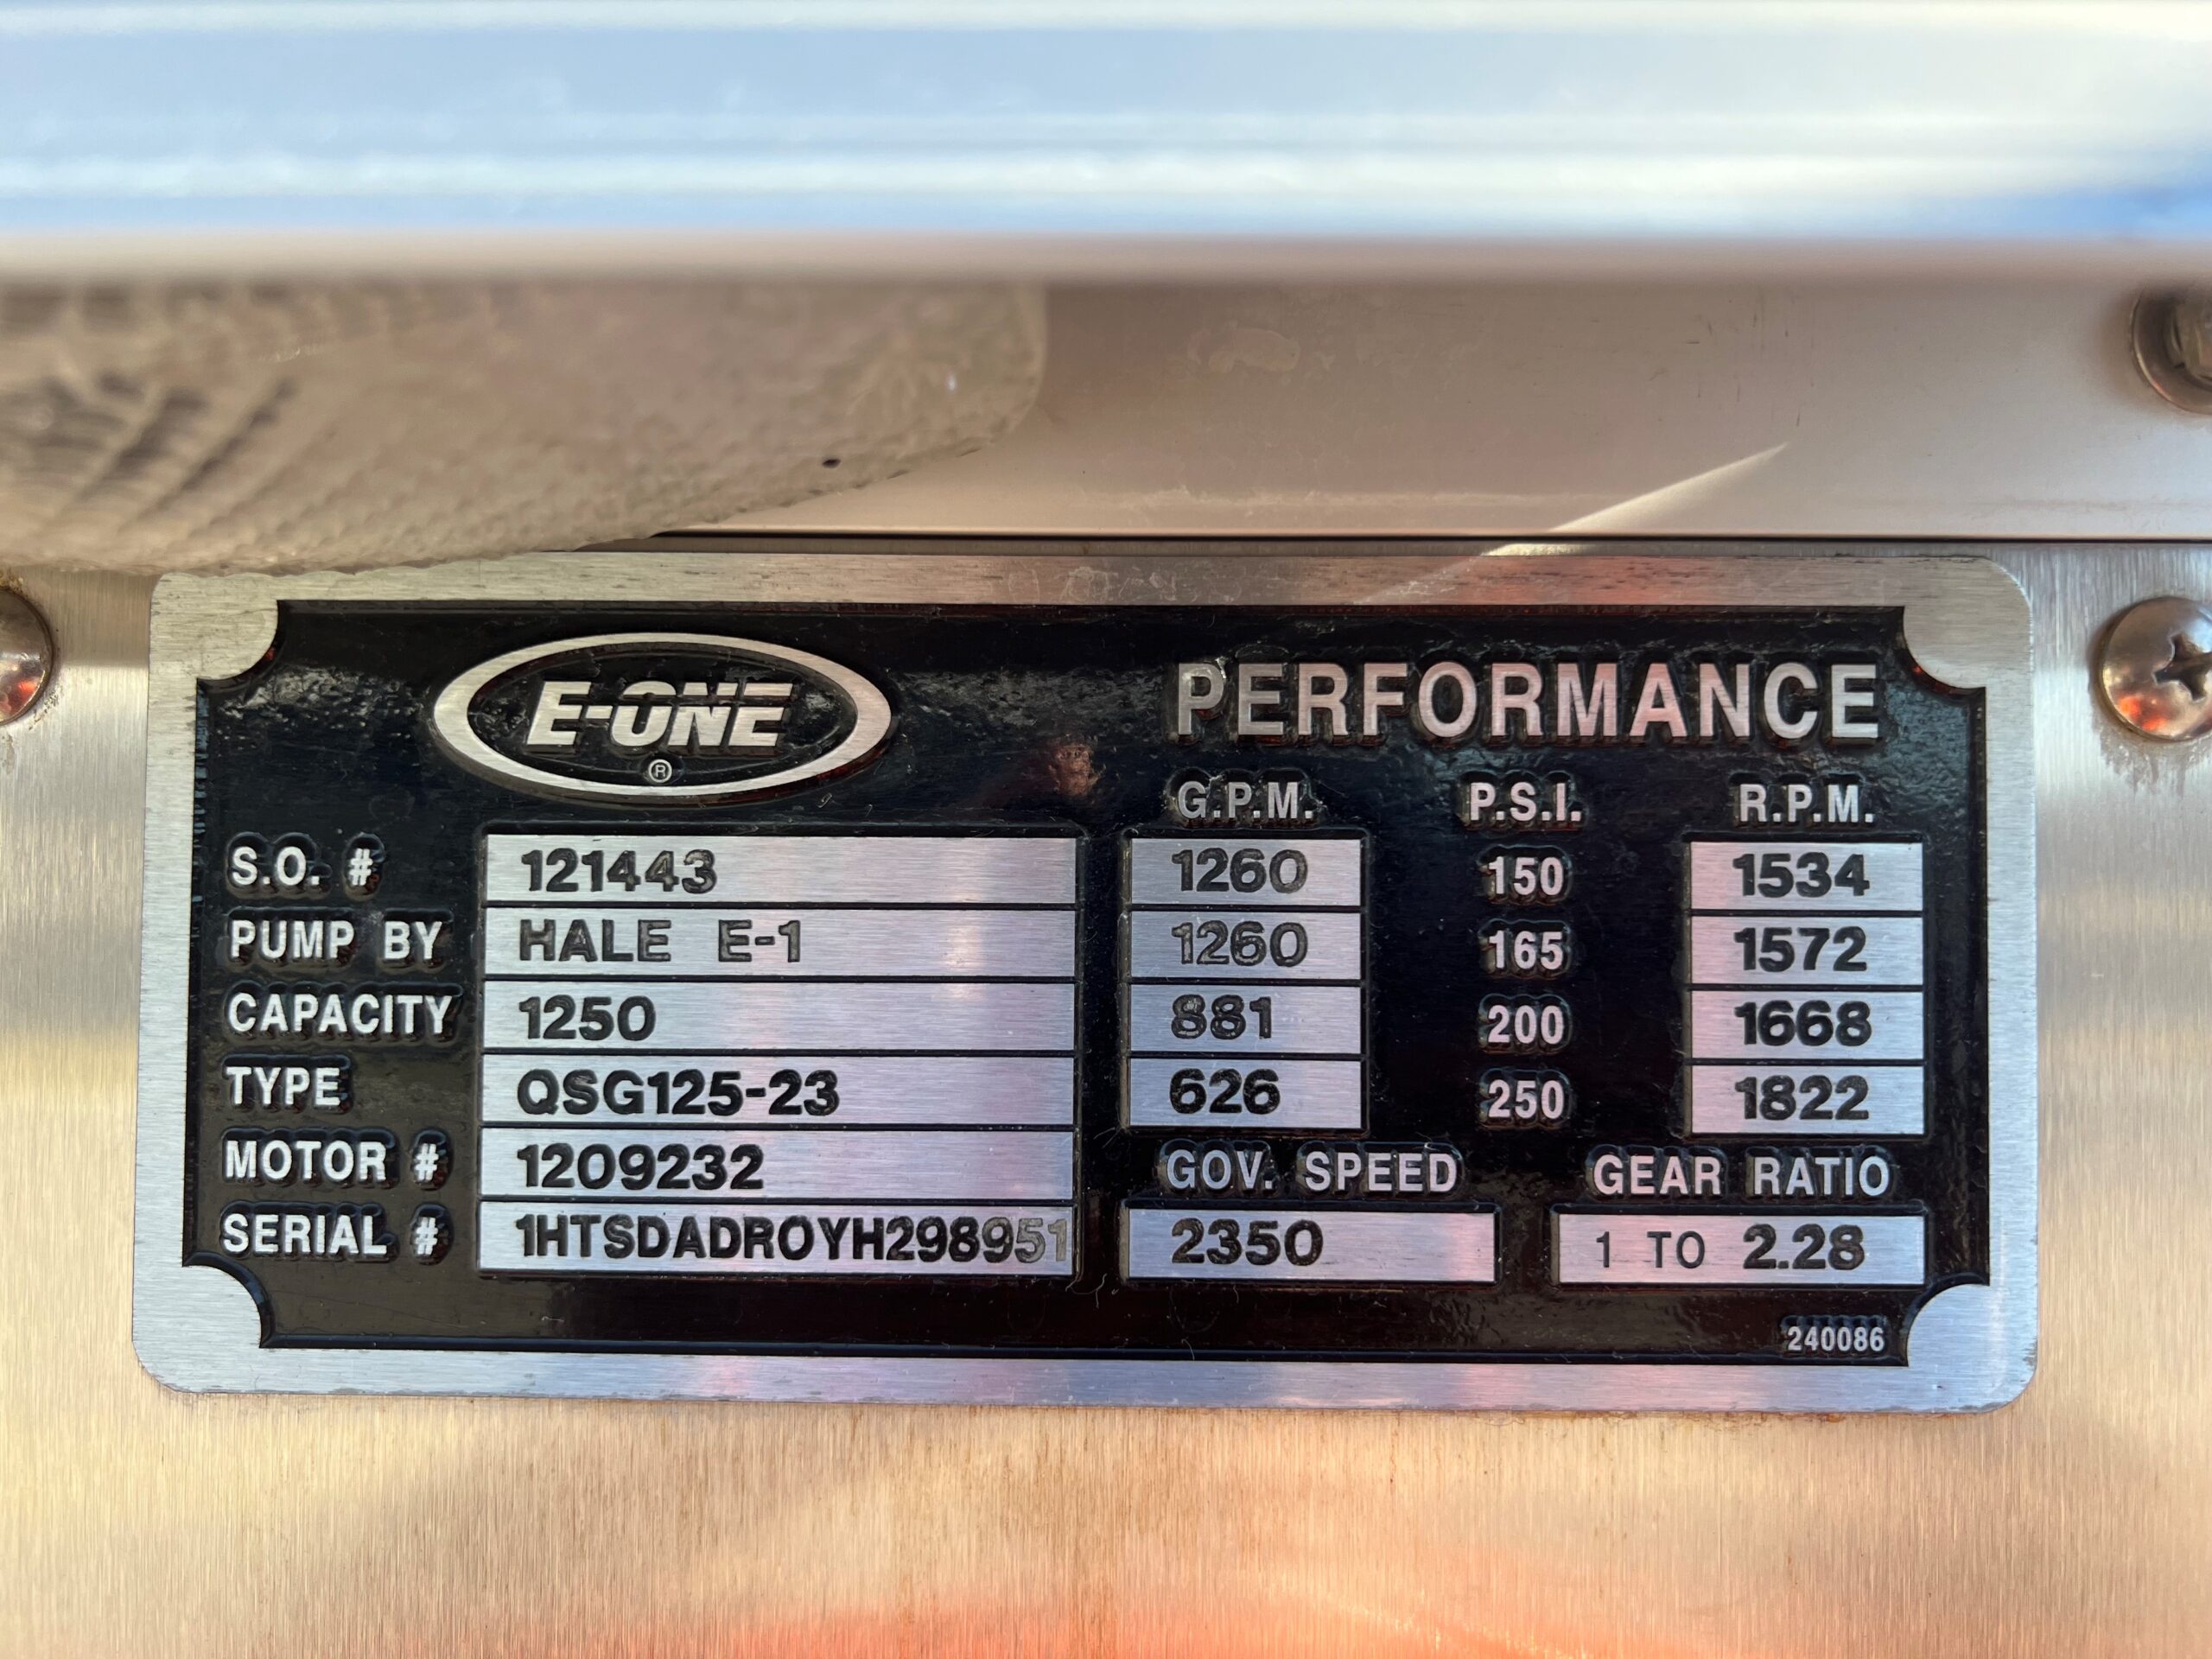 E-ONE
®
PERFORMANCE
G.P.M. P.S.I. R.P.M.
S.O. # 121443 1260 150 1534
PUMP BY HALE E-1 1260 165 1572
CAPACITY 1250 881 200 1668
TYPE QSG125-23 626 250 1822
MOTOR # 1209232 GOV. SPEED GEAR RATIO
SERIAL # 1HTSDADR0YH298951 2350 1 TO 2.28
240086